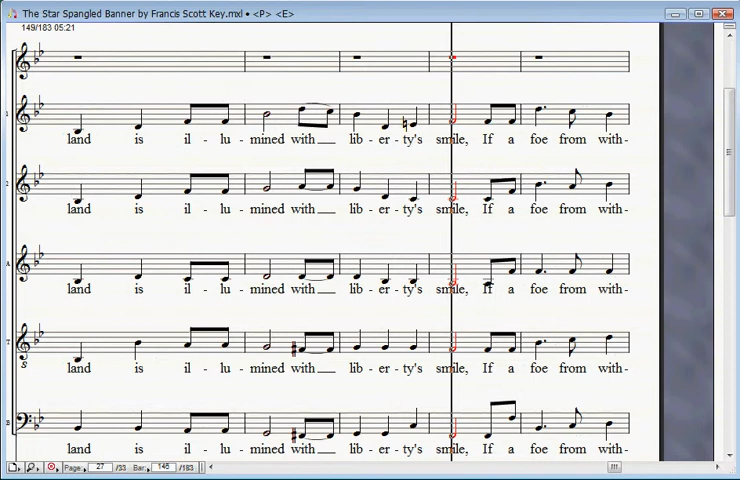 The Star Spangled Banner by Francis Scott Key.mxl • <P> <E>
149/183 05:21
1
land is il - lu - mined with lib - er - ty's smile, If a foe from with-
2
land is il - lu - mined with lib - er - ty's smile, If a foe from with-
A
land is il - lu - mined with lib - er - ty's smile, If a foe from with-
T
8
land is il - lu - mined with lib - er - ty's smile, If a foe from with-
B
land is il - lu - mined with lib - er - ty's smile, If a foe from with-
Page: 27 /33 Bar: 145 /183